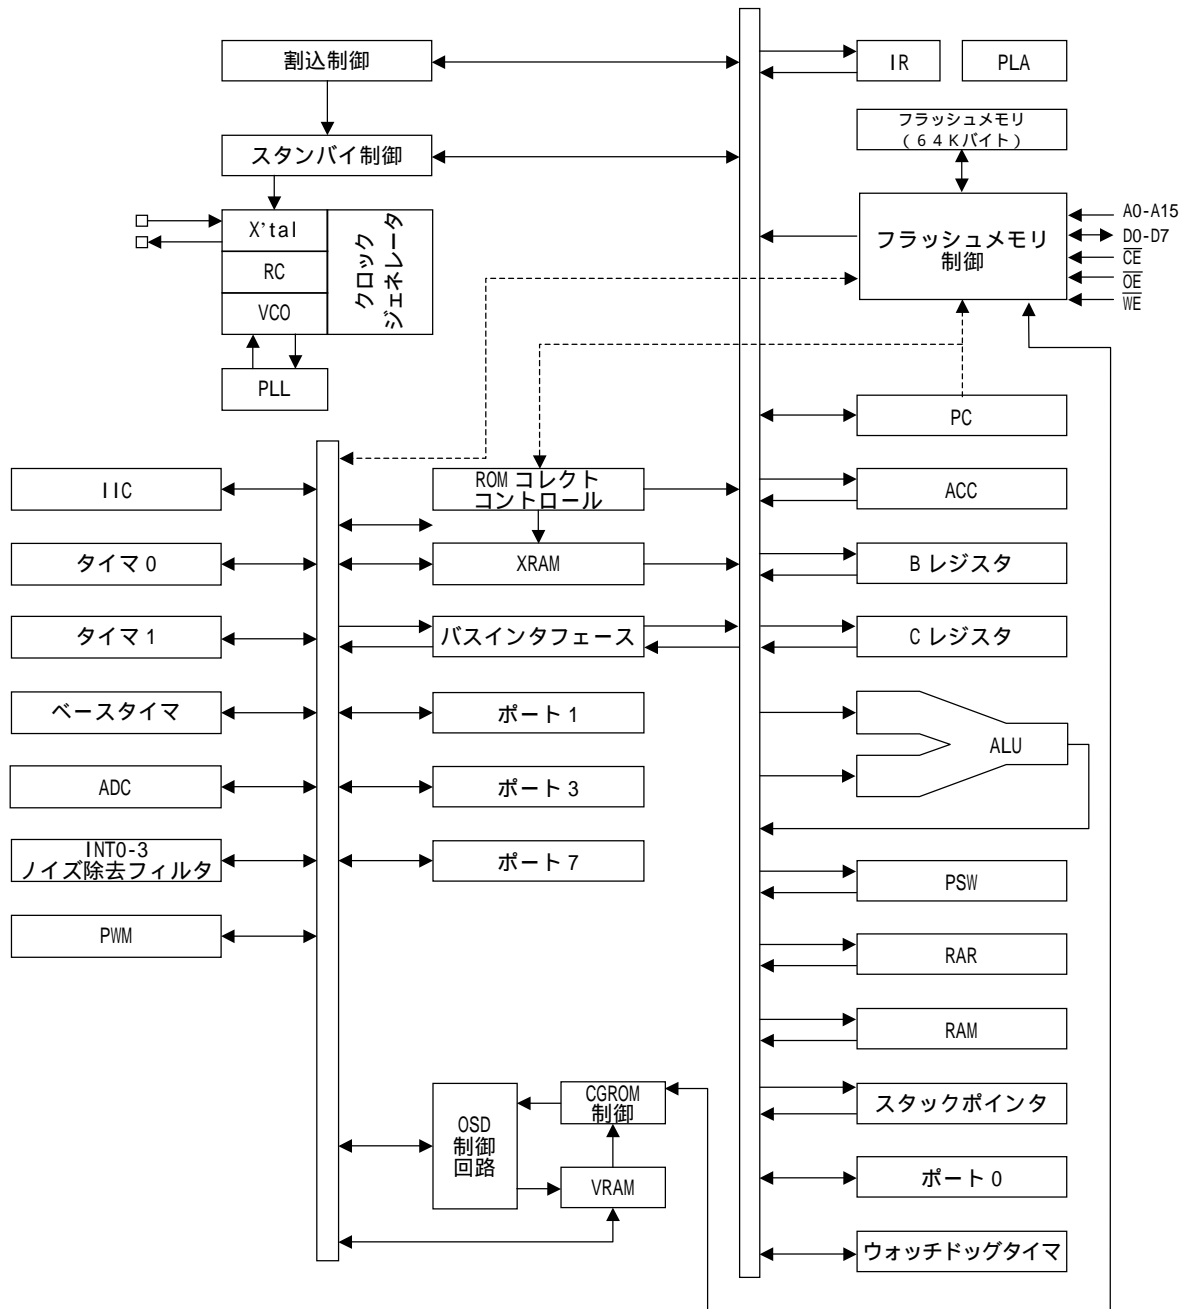 割込制御
スタンバイ制御
X'tal
RC
VCO
クロック
ジェネレータ
PLL
IR
PLA
フラッシュメモリ
(64Kバイト)
フラッシュメモリ
制御
A0-A15
D0-D7
CE
OE
WE
PC
IIC
ROMコレクト
コントロール
ACC
タイマ0
XRAM
Bレジスタ
タイマ1
バスインタフェース
Cレジスタ
ベースタイマ
ポート1
ALU
ADC
ポート3
INT0-3
ノイズ除去フィルタ
ポート7
PSW
PWM
RAR
RAM
OSD
制御
回路
CGROM
制御
VRAM
スタックポインタ
ポート0
ウォッチドッグタイマ